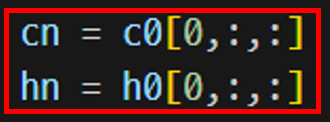 cn = c0[0,:,:]
hn = h0[0,:,:]